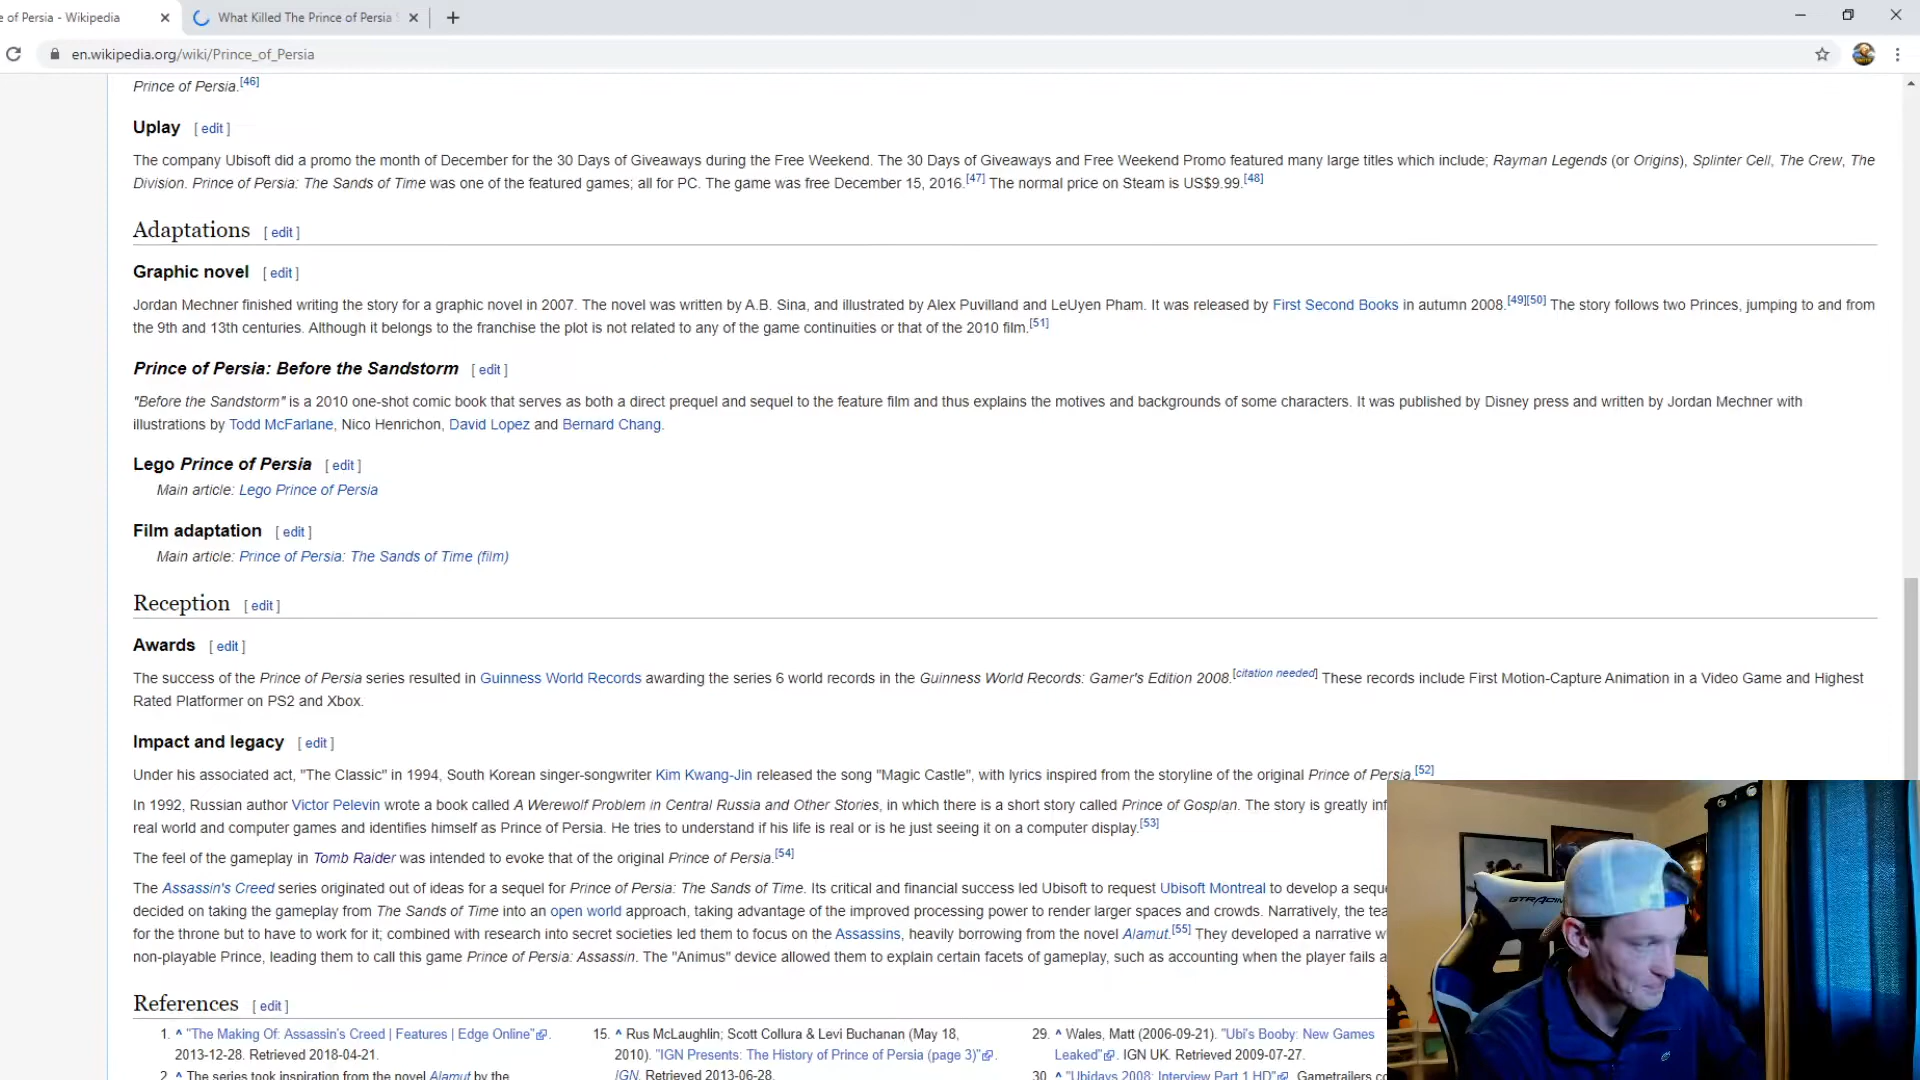 e of Persia - Wikipedia
What Killed The Prince of Persia
en.wikipedia.org/wiki/Prince_of_Persia
Prince of Persia.[46]
Uplay [ edit ]
The company Ubisoft did a promo the month of December for the 30 Days of Giveaways during the Free Weekend. The 30 Days of Giveaways and Free Weekend Promo featured many large titles which include; Rayman Legends (or Origins), Splinter Cell, The Crew, The
Division. Prince of Persia: The Sands of Time was one of the featured games; all for PC. The game was free December 15, 2016.[47] The normal price on Steam is US$9.99.[48]
Adaptations [ edit ]
Graphic novel [ edit ]
Jordan Mechner finished writing the story for a graphic novel in 2007. The novel was written by A.B. Sina, and illustrated by Alex Puvilland and LeUyen Pham. It was released by First Second Books in autumn 2008.[49][50] The story follows two Princes, jumping to and from
the 9th and 13th centuries. Although it belongs to the franchise the plot is not related to any of the game continuities or that of the 2010 film.[51]
Prince of Persia: Before the Sandstorm [ edit ]
"Before the Sandstorm" is a 2010 one-shot comic book that serves as both a direct prequel and sequel to the feature film and thus explains the motives and backgrounds of some characters. It was published by Disney press and written by Jordan Mechner with
illustrations by Todd McFarlane, Nico Henrichon, David Lopez and Bernard Chang.
Lego Prince of Persia [ edit ]
Main article: Lego Prince of Persia
Film adaptation [ edit ]
Main article: Prince of Persia: The Sands of Time (film)
Reception [ edit ]
Awards [ edit ]
The success of the Prince of Persia series resulted in Guinness World Records awarding the series 6 world records in the Guinness World Records: Gamer's Edition 2008.[citation needed] These records include First Motion-Capture Animation in a Video Game and Highest
Rated Platformer on PS2 and Xbox.
Impact and legacy [ edit ]
Under his associated act, "The Classic" in 1994, South Korean singer-songwriter Kim Kwang-Jin released the song "Magic Castle", with lyrics inspired from the storyline of the original Prince of Persia.[52]
In 1992, Russian author Victor Pelevin wrote a book called A Werewolf Problem in Central Russia and Other Stories, in which there is a short story called Prince of Gosplan. The story is greatly inf
real world and computer games and identifies himself as Prince of Persia. He tries to understand if his life is real or is he just seeing it on a computer display.[53]
The feel of the gameplay in Tomb Raider was intended to evoke that of the original Prince of Persia.[54]
The Assassin's Creed series originated out of ideas for a sequel for Prince of Persia: The Sands of Time. Its critical and financial success led Ubisoft to request Ubisoft Montreal to develop a seque
decided on taking the gameplay from The Sands of Time into an open world approach, taking advantage of the improved processing power to render larger spaces and crowds. Narratively, the tea
for the throne but to have to work for it; combined with research into secret societies led them to focus on the Assassins, heavily borrowing from the novel Alamut.[55] They developed a narrative w
non-playable Prince, leading them to call this game Prince of Persia: Assassin. The "Animus" device allowed them to explain certain facets of gameplay, such as accounting when the player fails a
References [ edit ]
1. ^ "The Making Of: Assassin's Creed | Features | Edge Online".
2013-12-28. Retrieved 2018-04-21.
2. ^ The series took inspiration from the novel Alamut by the
15. ^ Rus McLaughlin; Scott Collura & Levi Buchanan (May 18,
2010). "IGN Presents: The History of Prince of Persia (page 3)".
IGN. Retrieved 2013-06-28.
29. ^ Wales, Matt (2006-09-21). "Ubi's Booby: New Games
Leaked". IGN UK. Retrieved 2009-07-27.
30. ^ "Ubidays 2008: Interview Part 1 HD". Gametrailers co